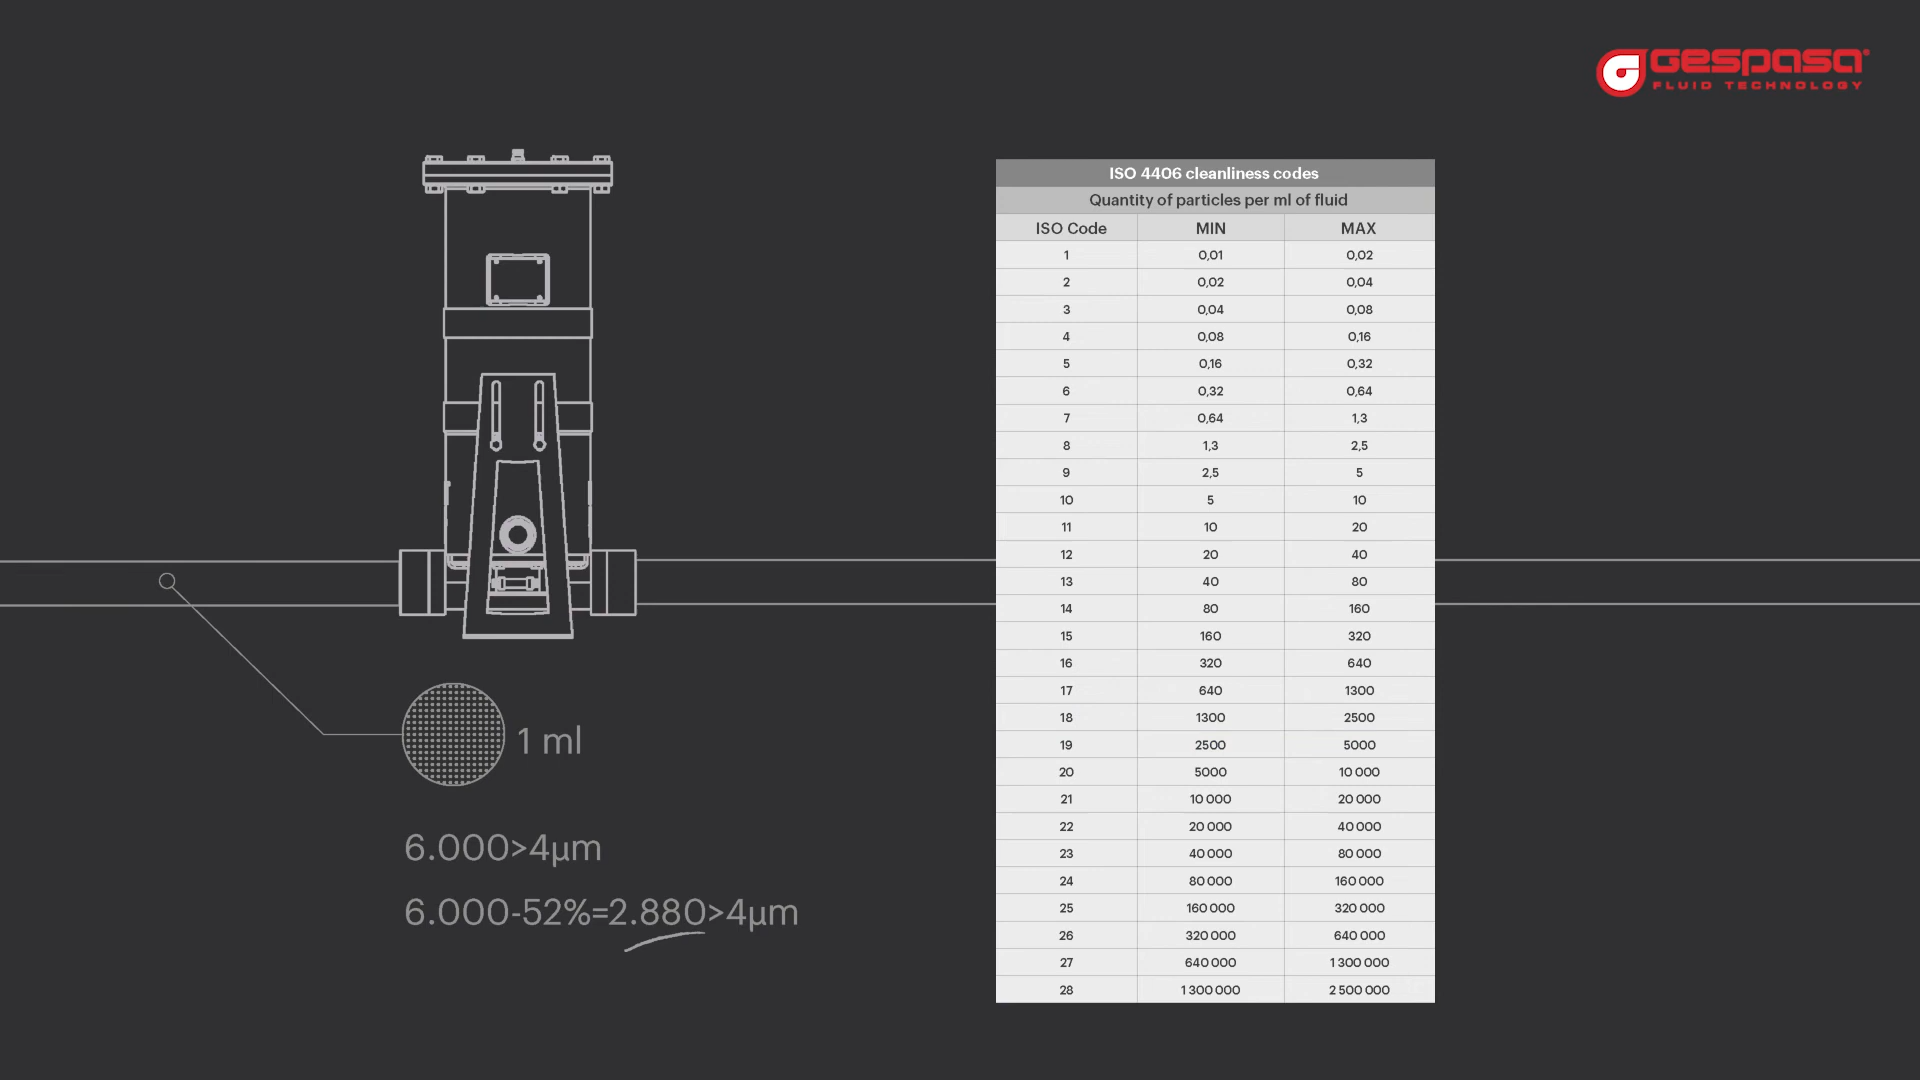 GESPASA
FLUID TECHNOLOGY
ISO 4406 cleanliness codes
Quantity of particles per ml of fluid
ISO Code MIN MAX
1 0,01 0,02
2 0,02 0,04
3 0,04 0,08
4 0,08 0,16
5 0,16 0,32
6 0,32 0,64
7 0,64 1,3
8 1,3 2,5
9 2,5 5
10 5 10
11 10 20
12 20 40
13 40 80
14 80 160
15 160 320
16 320 640
17 640 1300
18 1300 2500
19 2500 5000
20 5000 10 000
21 10 000 20 000
22 20 000 40 000
23 40 000 80 000
24 80 000 160 000
25 160 000 320 000
26 320 000 640 000
27 640 000 1 300 000
28 1 300 000 2 500 000
1 ml
6.000>4µm
6.000-52%=2.880>4µm